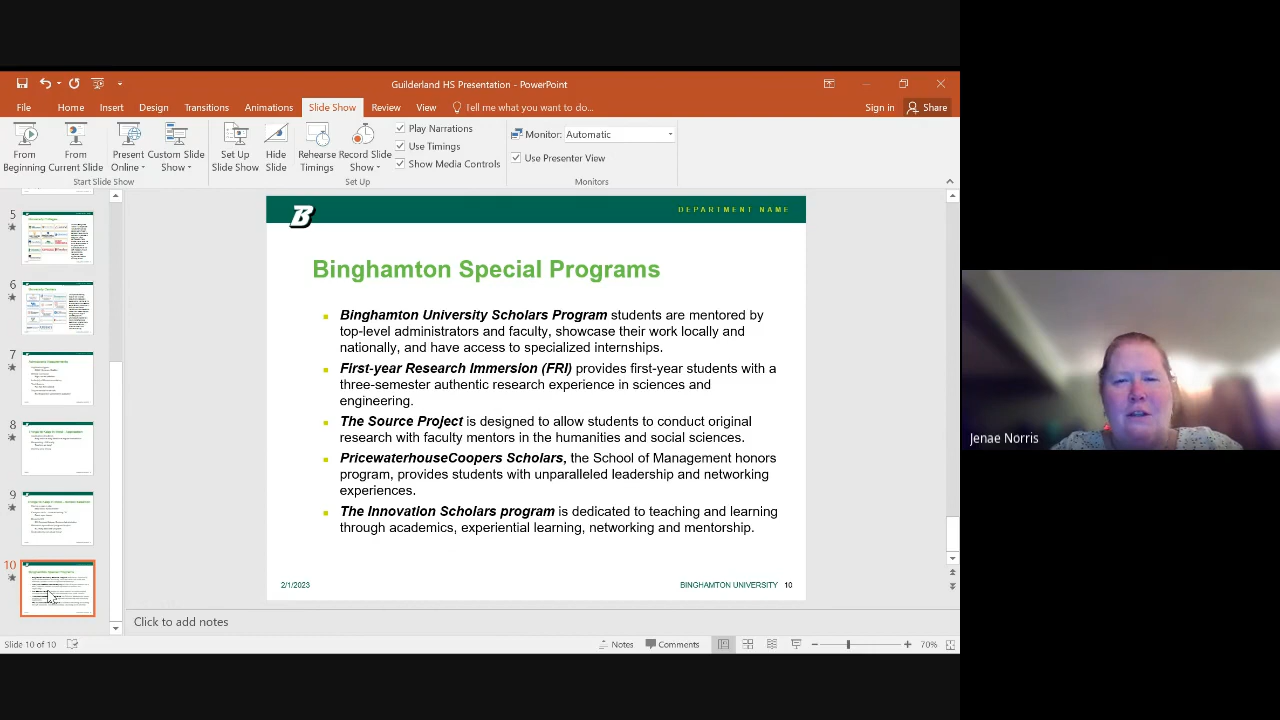 Guilderland HS Presentation - PowerPoint
File Home Insert Design Transitions Animations Slide Show Review View Tell me what you want to do... Sign in Share
From Beginning
From Current Slide
Present Online
Custom Slide Show
Set Up Slide Show
Hide Slide
Rehearse Timings
Record Slide Show
Play Narrations
Use Timings
Show Media Controls
Monitor: Automatic
Use Presenter View
Start Slide Show Set Up Monitors
5
6
7
8
9
10
B
DEPARTMENT NAME
Binghamton Special Programs
Binghamton University Scholars Program students are mentored by
top-level administrators and faculty, showcase their work locally and
nationally, and have access to specialized internships.
First-year Research Immersion (FRI) provides first-year students with a
three-semester authentic research experience in sciences and
engineering.
The Source Project is designed to allow students to conduct original
research with faculty mentors in the humanities and social sciences.
PricewaterhouseCoopers Scholars, the School of Management honors
program, provides students with unparalleled leadership and networking
experiences.
The Innovation Scholars program is dedicated to teaching and learning
through academics, experiential learning, networking and mentorship.
2/1/2023 BINGHAMTON UNIVERSITY 10
Click to add notes
Slide 10 of 10 Notes Comments 70%
Jenae Norris